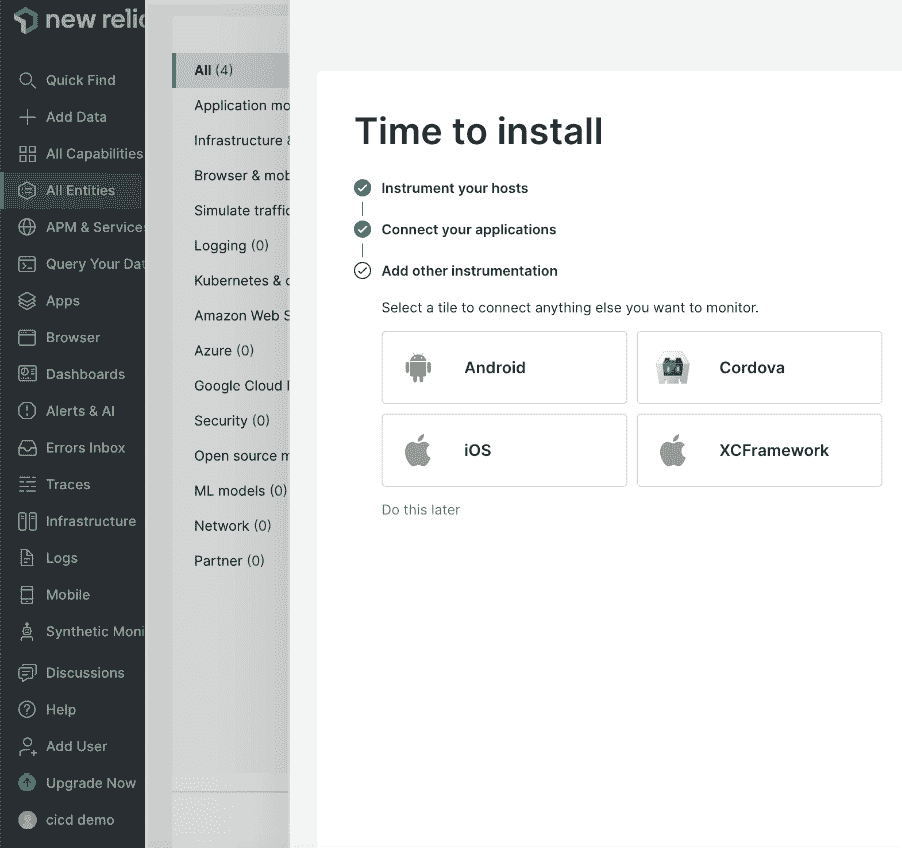 new relic
Quick Find
Add Data
All Capabilities
All Entities
APM & Services
Query Your Dat
Apps
Browser
Dashboards
Alerts & AI
Errors Inbox
Traces
Infrastructure
Logs
Mobile
Synthetic Moni
Discussions
Help
Add User
Upgrade Now
cicd demo
All (4)
Application mo
Infrastructure &
Browser & mob
Simulate traffic
Logging (0)
Kubernetes & c
Amazon Web S
Azure (0)
Google Cloud
Security (0)
Open source m
ML models (0)
Network (0)
Partner (0)
Time to install
Instrument your hosts
Connect your applications
Add other instrumentation
Select a tile to connect anything else you want to monitor.
Android
Cordova
iOS
XCFramework
Do this later